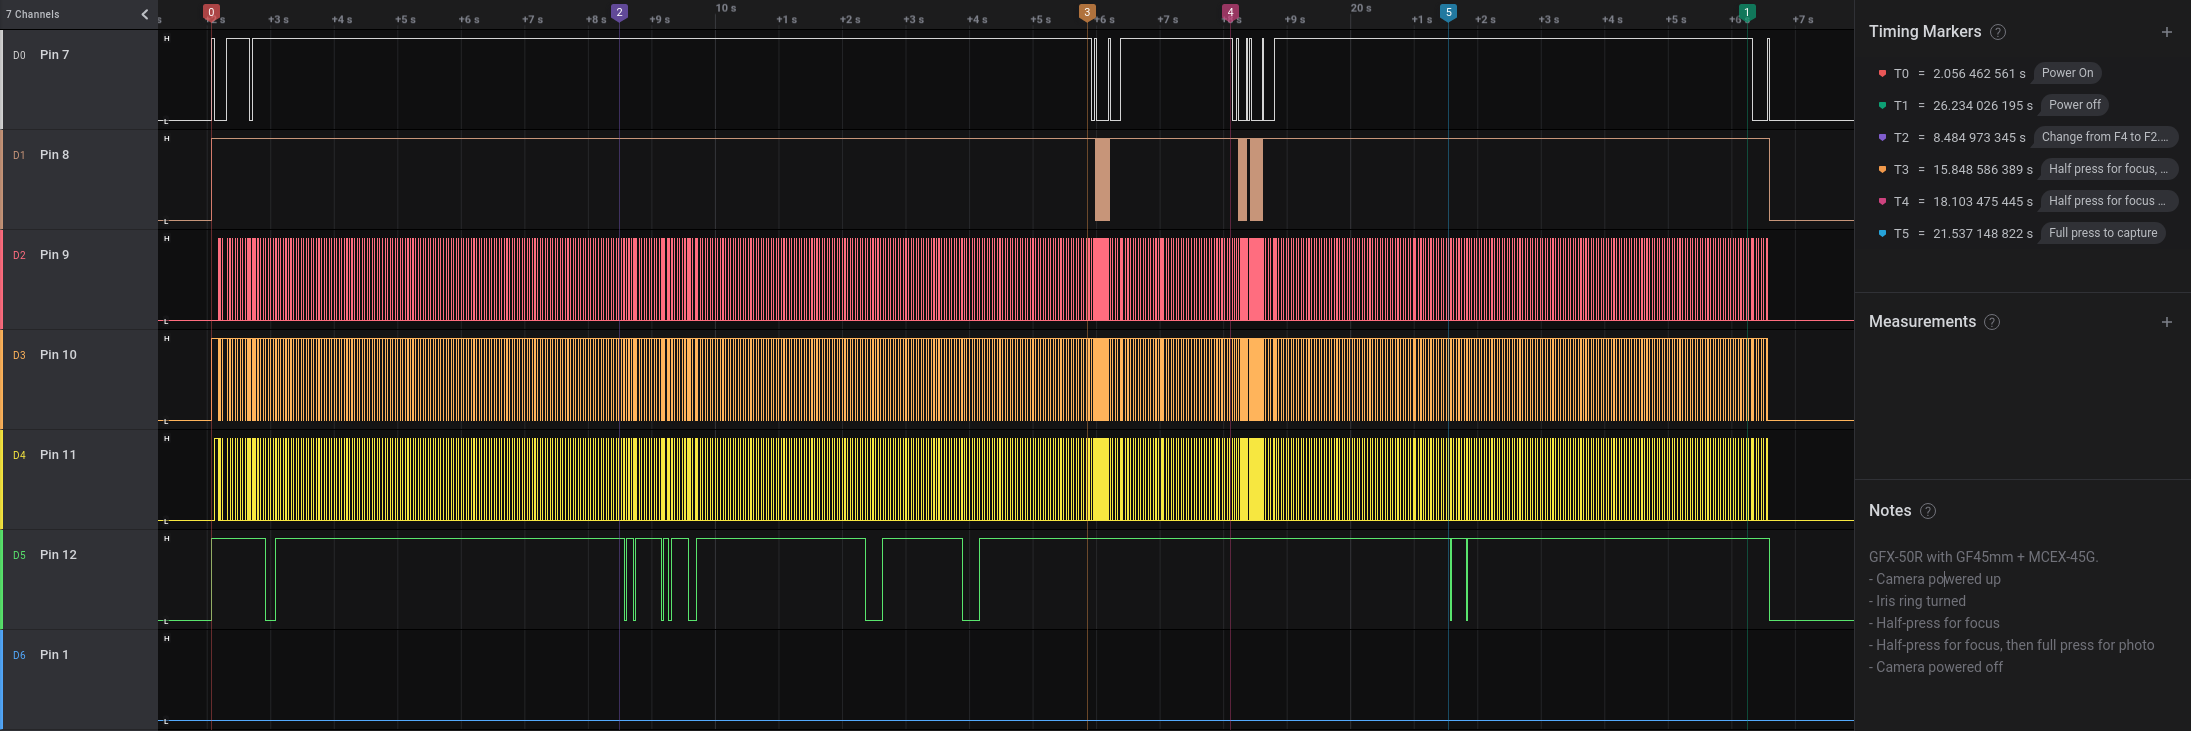 7 Channels
+2 s +3 s +4 s +5 s +6 s +7 s +8 s +9 s 10 s +1 s +2 s +3 s +4 s +5 s +6 s +7 s +8 s +9 s 20 s +1 s +2 s +3 s +4 s +5 s +6 s +7 s
0 2 3 4 5 1
D0 Pin 7
H
L
D1 Pin 8
H
L
D2 Pin 9
H
L
D3 Pin 10
H
L
D4 Pin 11
H
L
D5 Pin 12
H
L
D6 Pin 1
H
L
Timing Markers ? +
T0 = 2.056 462 561 s Power On
T1 = 26.234 026 195 s Power off
T2 = 8.484 973 345 s Change from F4 to F2....
T3 = 15.848 586 389 s Half press for focus, ...
T4 = 18.103 475 445 s Half press for focus ...
T5 = 21.537 148 822 s Full press to capture
Measurements ? +
Notes ?
GFX-50R with GF45mm + MCEX-45G.
- Camera powered up
- Iris ring turned
- Half-press for focus
- Half-press for focus, then full press for photo
- Camera powered off